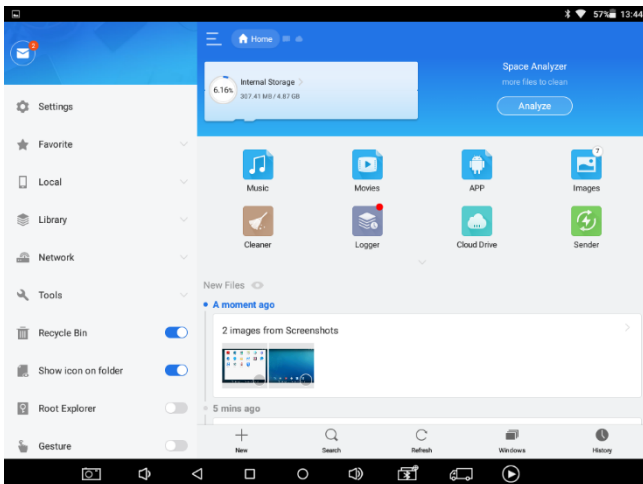 57% 13:44
2
Settings
Favorite
Local
Library
Network
Tools
Recycle Bin
Show icon on folder
Root Explorer
Gesture
Home
6.16%
Internal Storage >
307.41 MB / 4.87 GB
Space Analyzer
more files to clean
Analyze
Music
Movies
APP
7
Images
Cleaner
Logger
Cloud Drive
Sender
New Files
A moment ago
2 images from Screenshots
5 mins ago
New
Search
Refresh
Windows
History